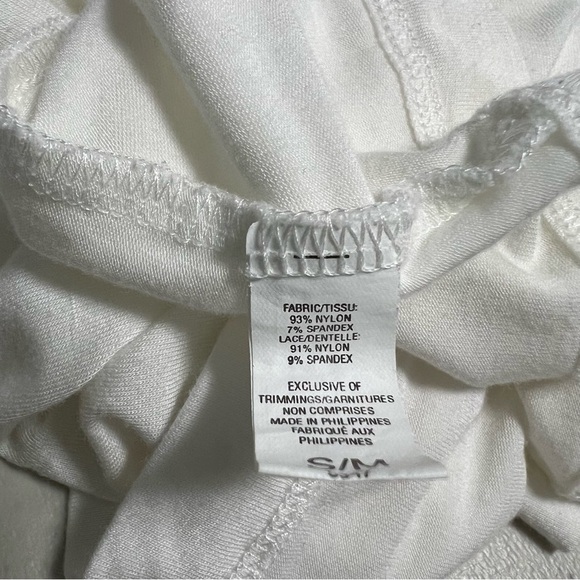 FABRIC/TISSU:
93% NYLON
7% SPANDEX
LACE/DENTELLE:
91% NYLON
9% SPANDEX
EXCLUSIVE OF
TRIMMINGS/GARNITURES
NON COMPRISES
MADE IN PHILIPPINES
FABRIQUÉ AUX
PHILIPPINES
S/M